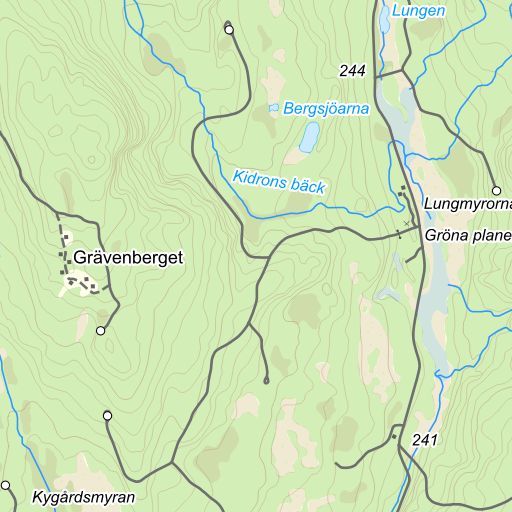 Lungen
244
Bergsjöarna
Kidrons bäck
Lungmyrorna
Gröna plane
Grävenberget
241
Kygårdsmyran